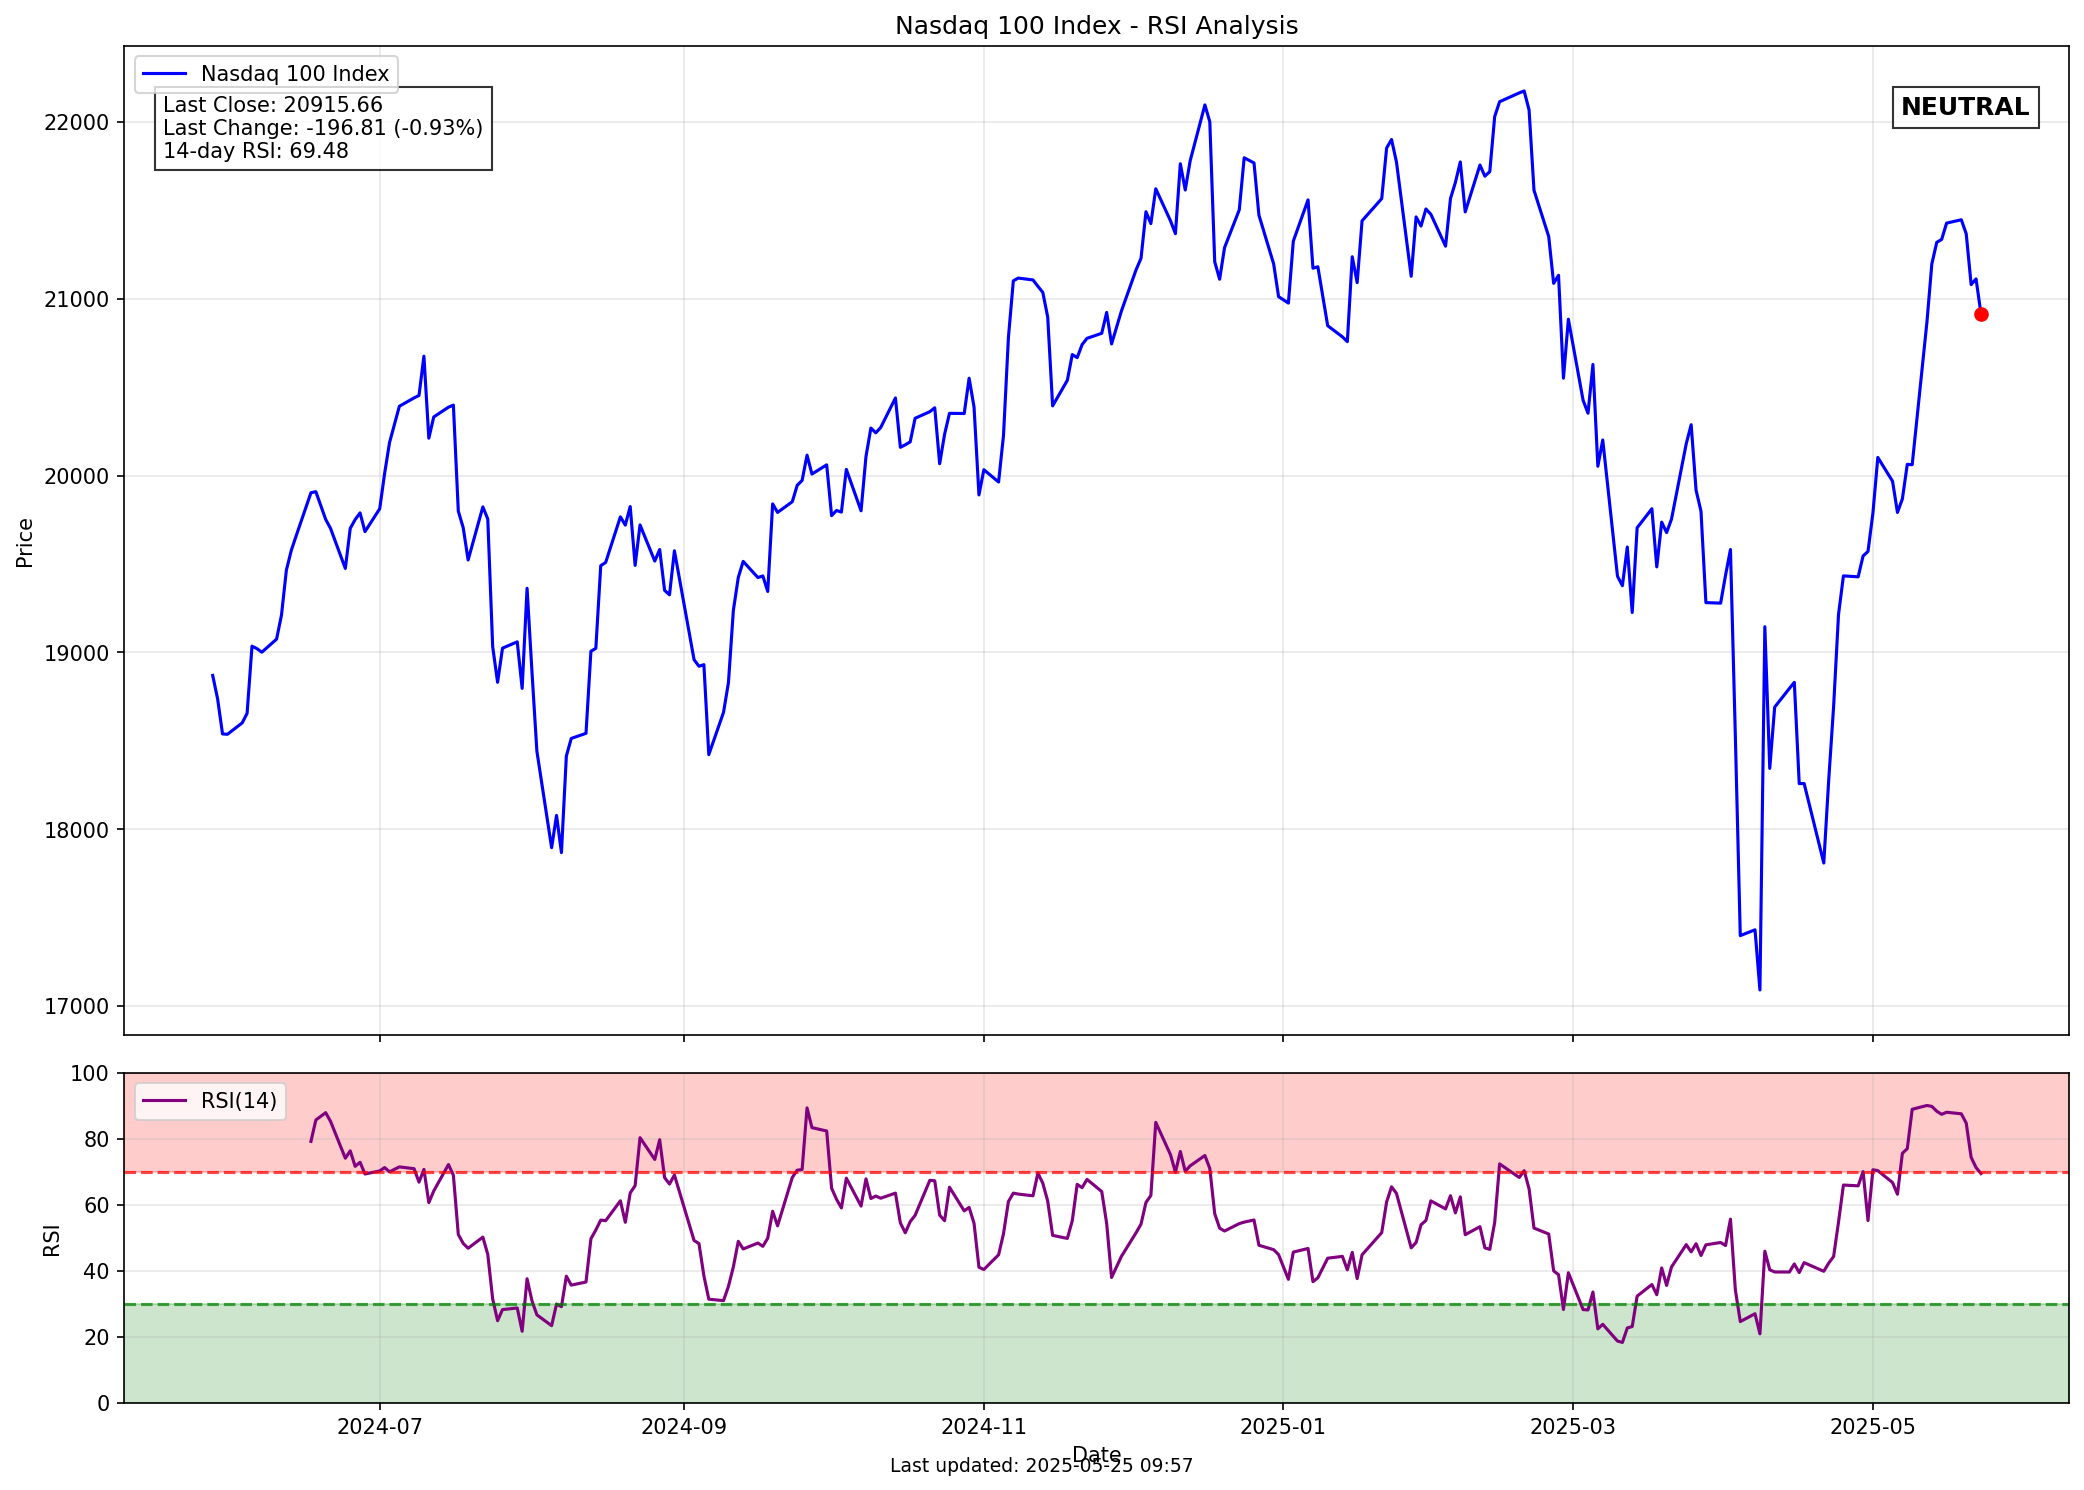 Nasdaq 100 Index - RSI Analysis
Nasdaq 100 Index
Last Close: 20915.66
Last Change: -196.81 (-0.93%)
14-day RSI: 69.48
NEUTRAL
Price
22000
21000
20000
19000
18000
17000
RSI(14)
RSI
100
80
60
40
20
0
2024-07
2024-09
2024-11
2025-01
2025-03
2025-05
Date
Last updated: 2025-05-25 09:57